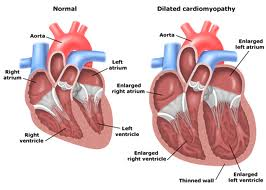 Normal
Dilated cardiomyopathy
Aorta
Left
atrium
Right
atrium
Right
ventricle
Left
ventricle
Aorta
Enlarged
left atrium
Enlarged
right atrium
Enlarged
right ventricle
Thinned wall
Enlarged
left ventricle